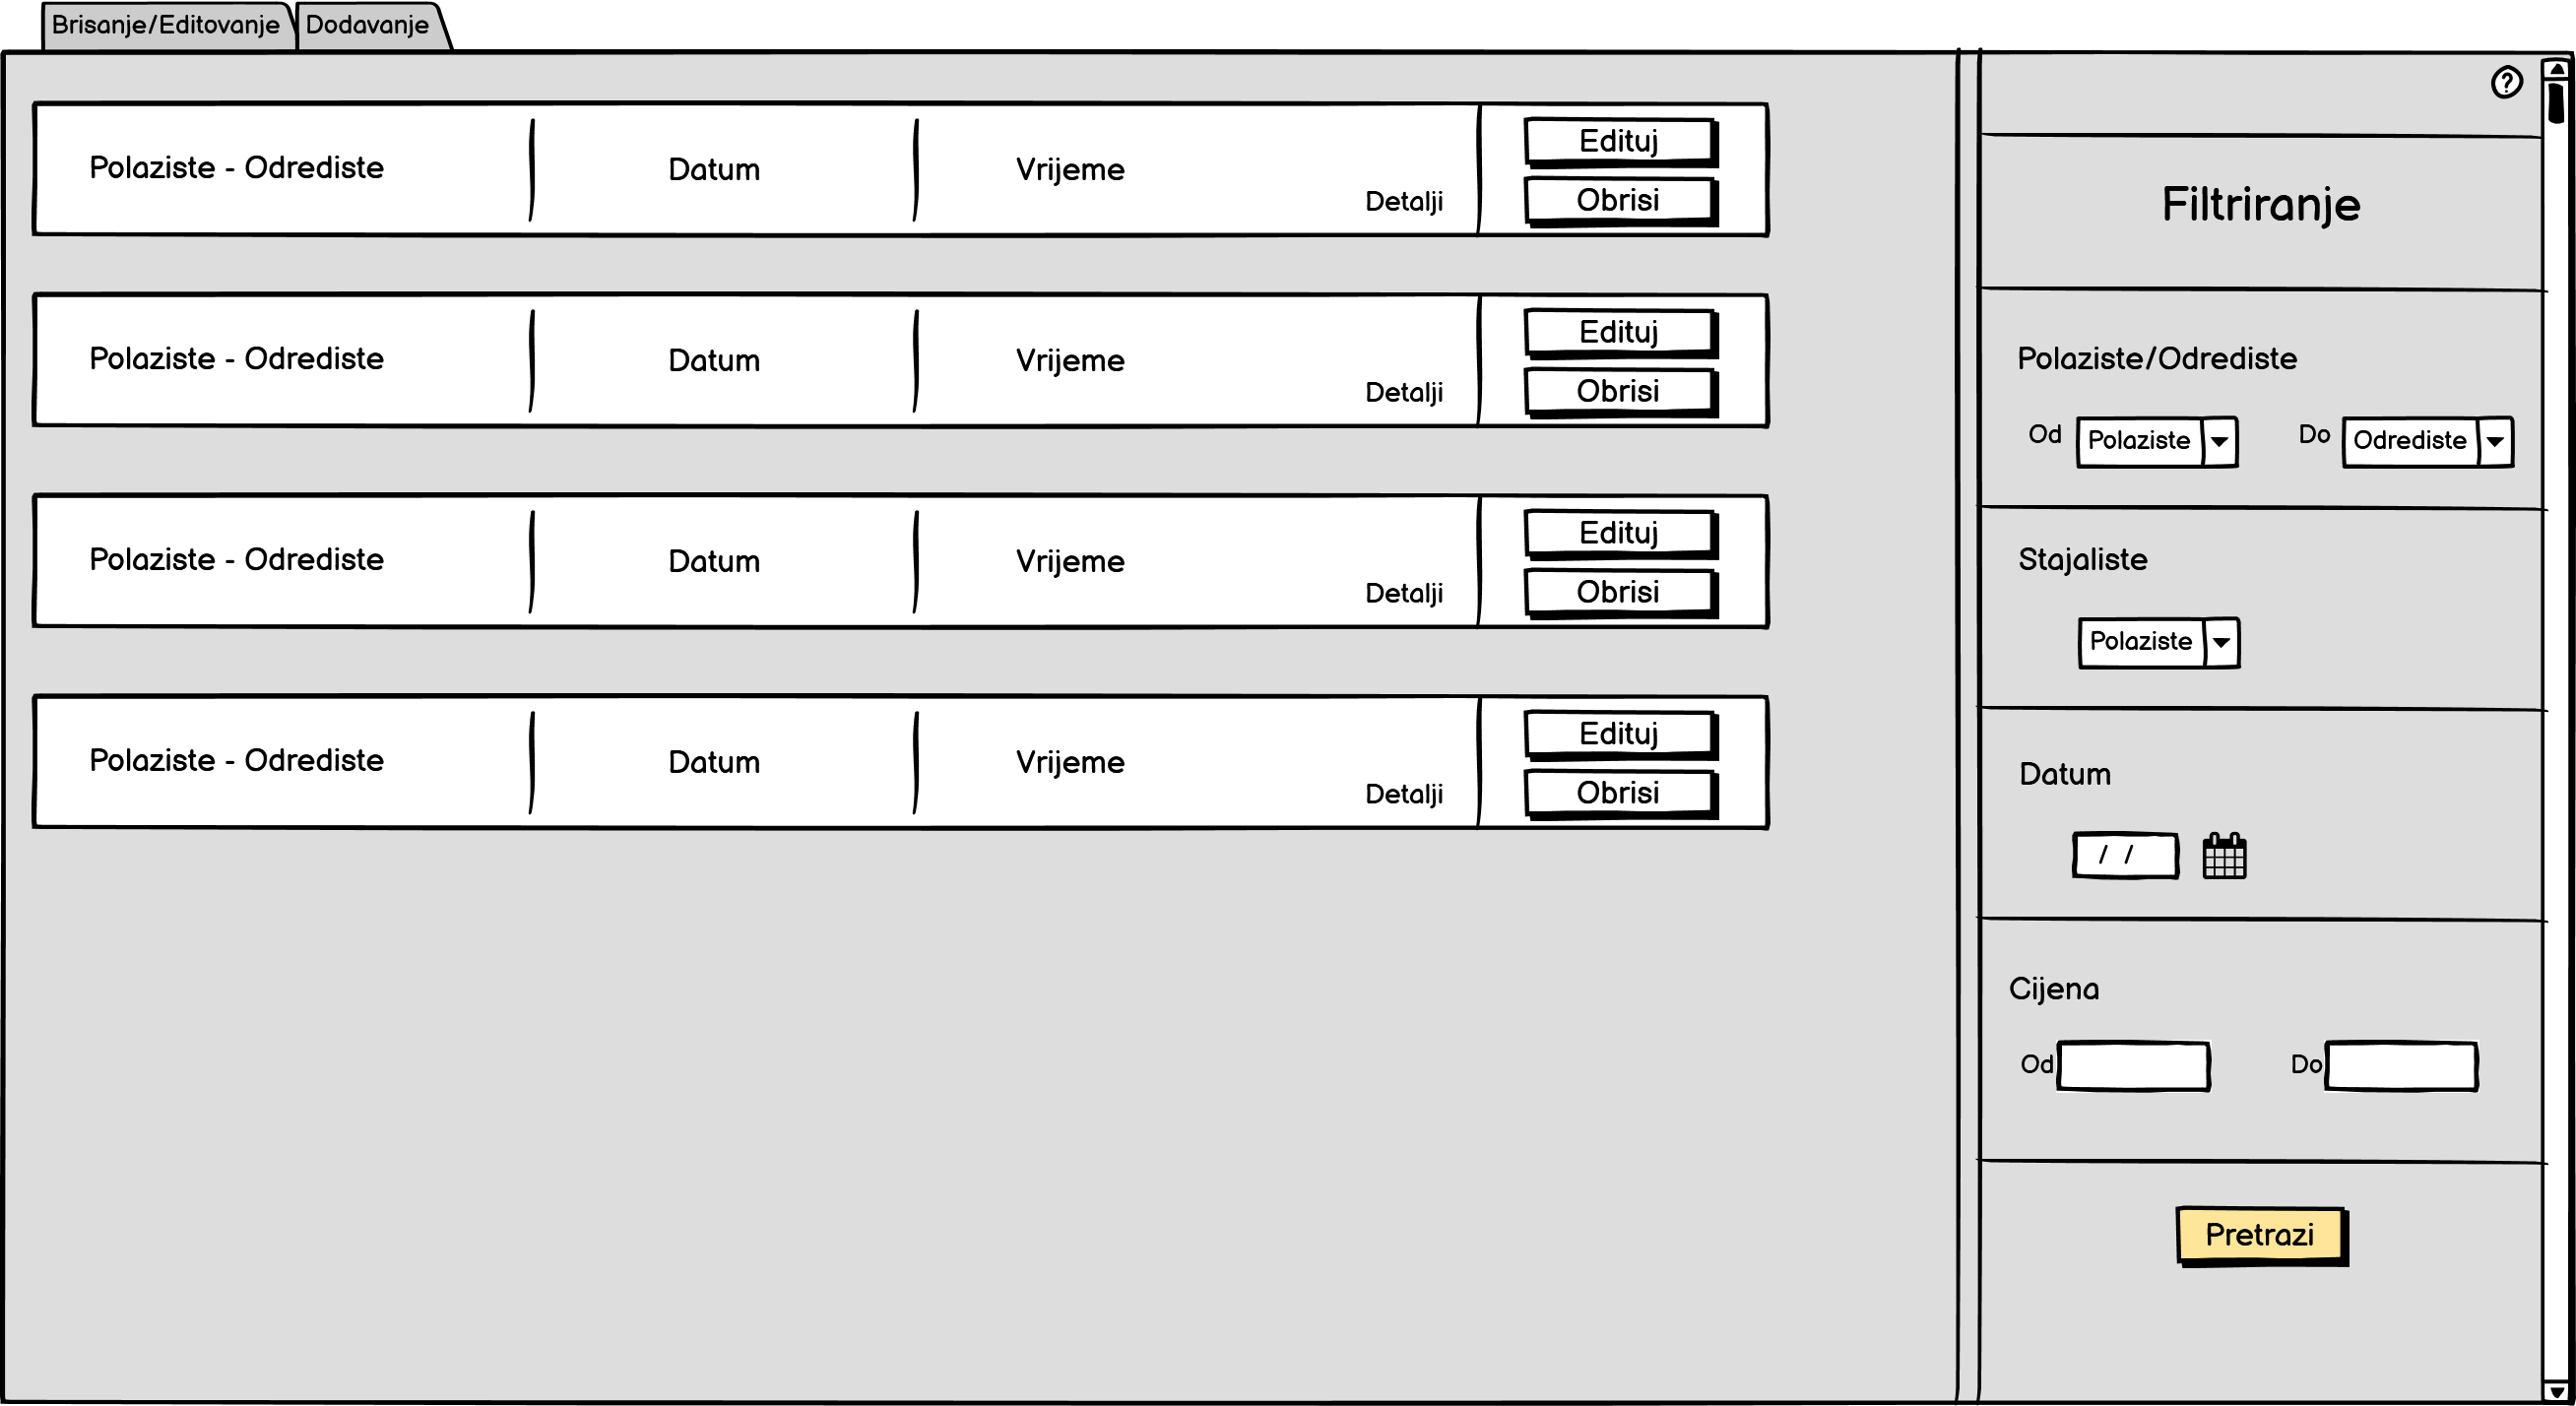 Brisanje/Editovanje Dodavanje
?
Polaziste - Odrediste Datum Vrijeme Detalji Edituj Obrisi
Polaziste - Odrediste Datum Vrijeme Detalji Edituj Obrisi
Polaziste - Odrediste Datum Vrijeme Detalji Edituj Obrisi
Polaziste - Odrediste Datum Vrijeme Detalji Edituj Obrisi
Filtriranje
Polaziste/Odrediste
Od Polaziste Do Odrediste
Stajaliste
Polaziste
Datum
/ /
Cijena
Od Do
Pretrazi